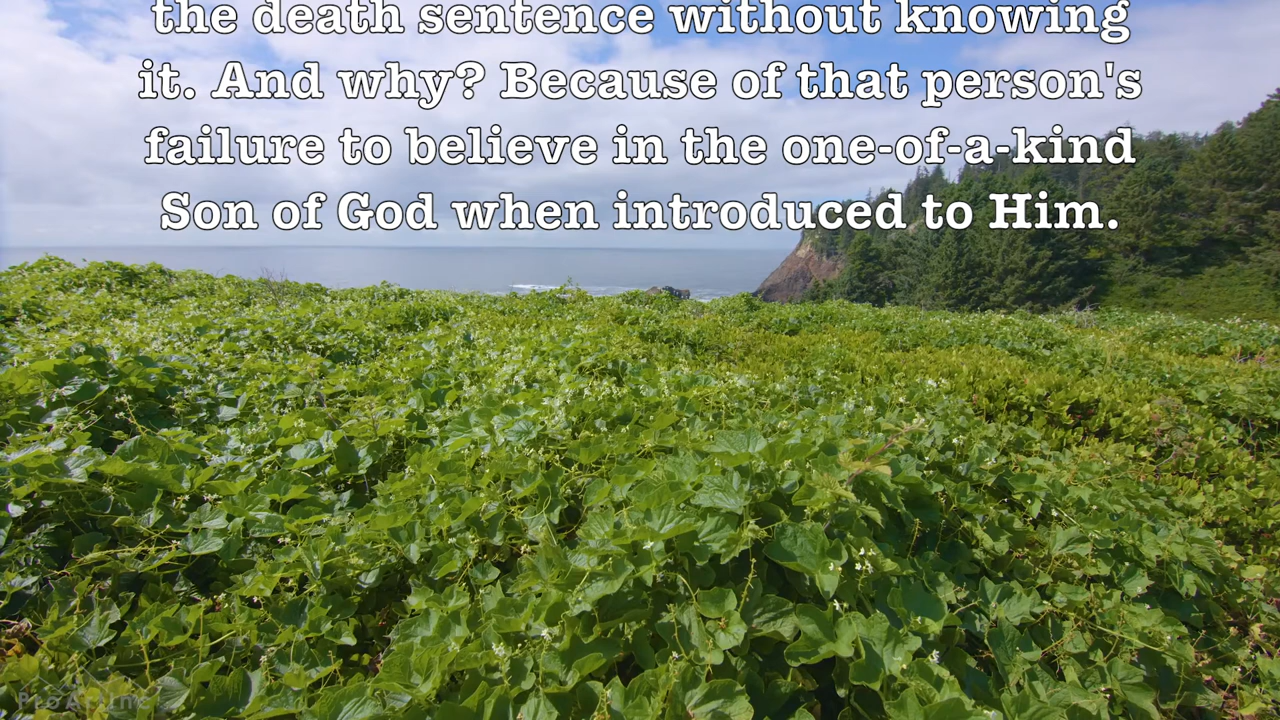 the death sentence without knowing
it. And why? Because of that person's
failure to believe in the one-of-a-kind
Son of God when introduced to Him.
ProArtInc